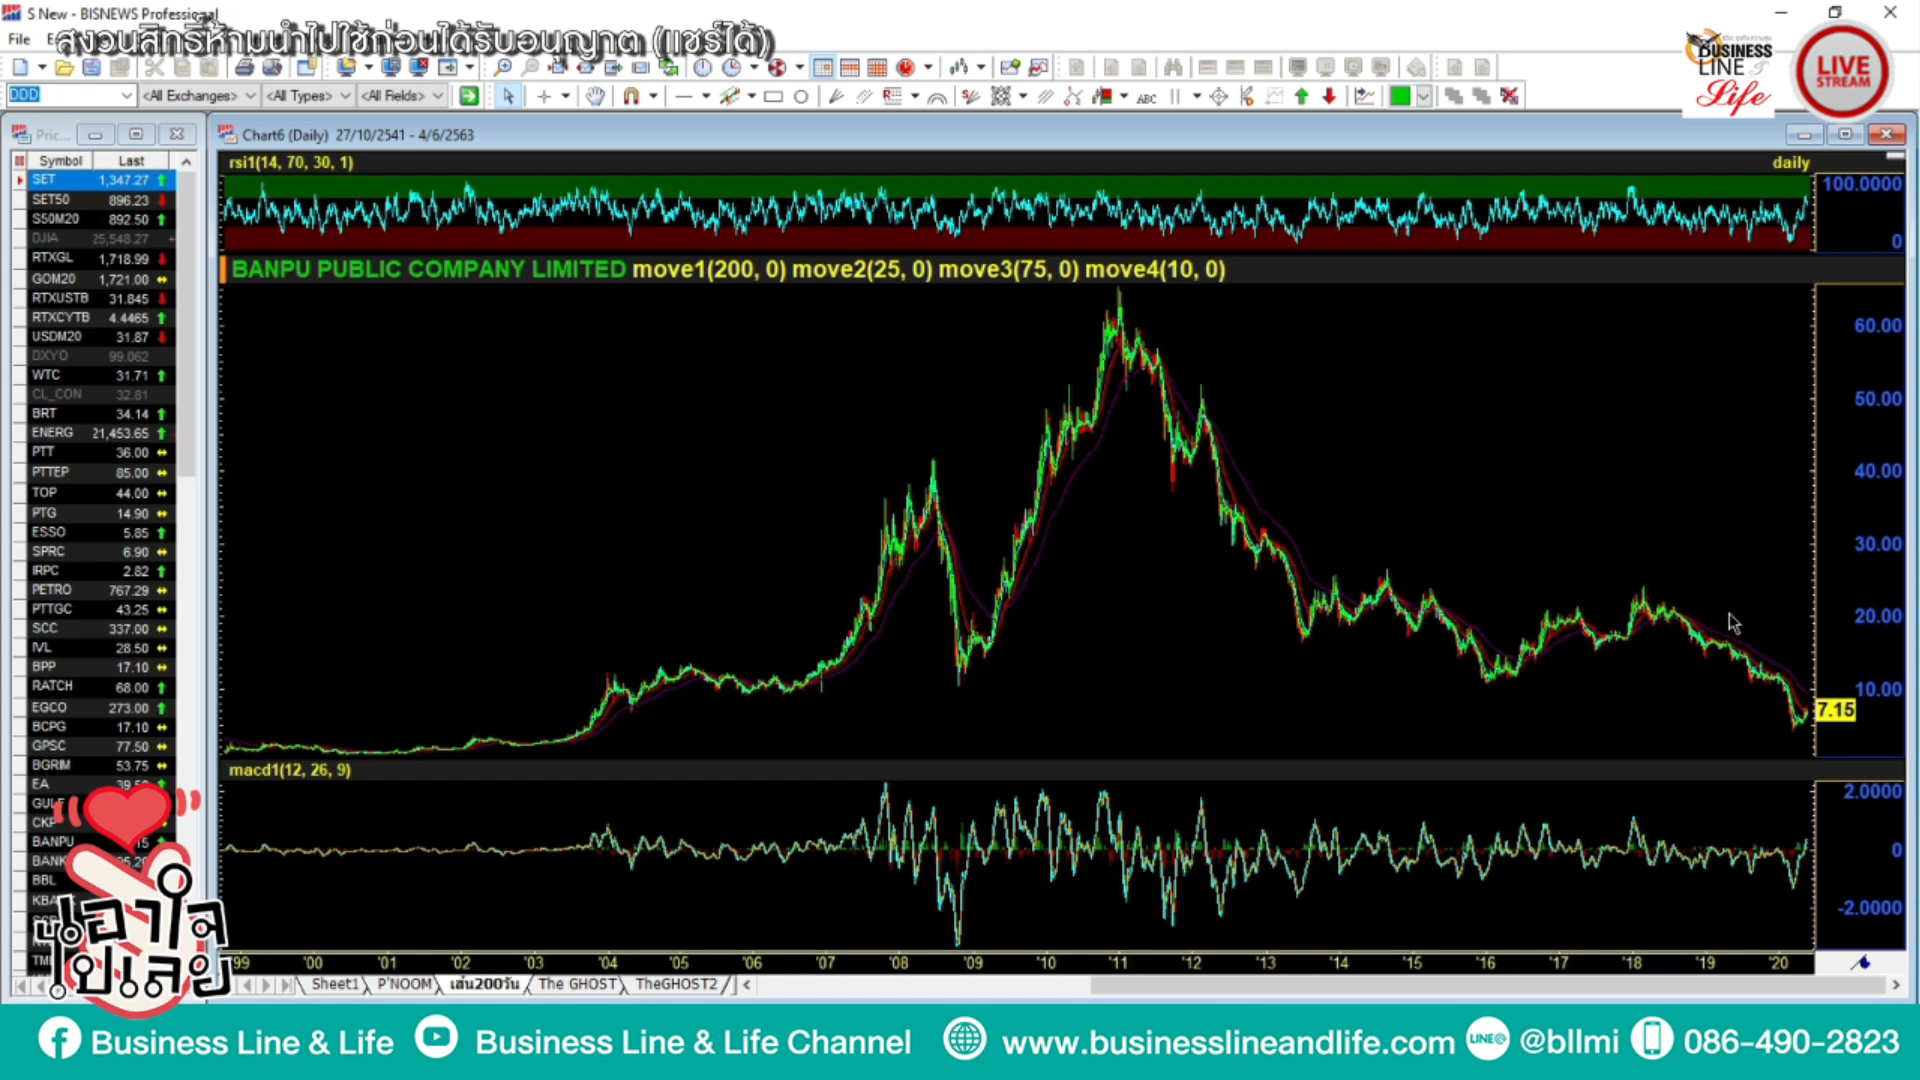 S New - BISNEWS Professional
File
สงวนสิทธิ์ห้ามนำไปใช้ก่อนได้รับอนุญาต (แชร์ได้)
BUSINESS LINE & Life
LIVE STREAM
DDD <All Exchanges> <All Types> <All Fields> ABC
Pric...
Chart6 (Daily) 27/10/2541 - 4/6/2563
Symbol Last
SET 1,347.27
SET50 896.23
S50M20 892.50
DJIA 25,548.27
RTXGL 1,718.99
GOM20 1,721.00
RTXUSTB 31.845
RTXCYTB 4.4465
USDM20 31.87
DXYO 99.062
WTC 31.71
CL_CON 32.81
BRT 34.14
ENERG 21,453.65
PTT 36.00
PTTEP 85.00
TOP 44.00
PTG 14.90
ESSO 5.85
SPRC 6.90
IRPC 2.82
PETRO 767.29
PTTGC 43.25
SCC 337.00
IVL 28.50
BPP 17.10
RATCH 68.00
EGCO 273.00
BCPG 17.10
GPSC 77.50
BGRIM 53.75
EA
GULF
BANPU
BBL
เอาใจ
ไปเลย
rsi1(14, 70, 30, 1) daily
100.0000
0
BANPU PUBLIC COMPANY LIMITED move1(200, 0) move2(25, 0) move3(75, 0) move4(10, 0)
60.00
50.00
40.00
30.00
20.00
10.00
7.15
macd1(12, 26, 9)
2.0000
0
-2.0000
'99 '00 '01 '02 '03 '04 '05 '06 '07 '08 '09 '10 '11 '12 '13 '14 '15 '16 '17 '18 '19 '20
Sheet1 P'NOOM เส้น200วัน The GHOST TheGHOST2
Business Line & Life Business Line & Life Channel www.businesslineandlife.com LINE@ @bllmi 086-490-2823